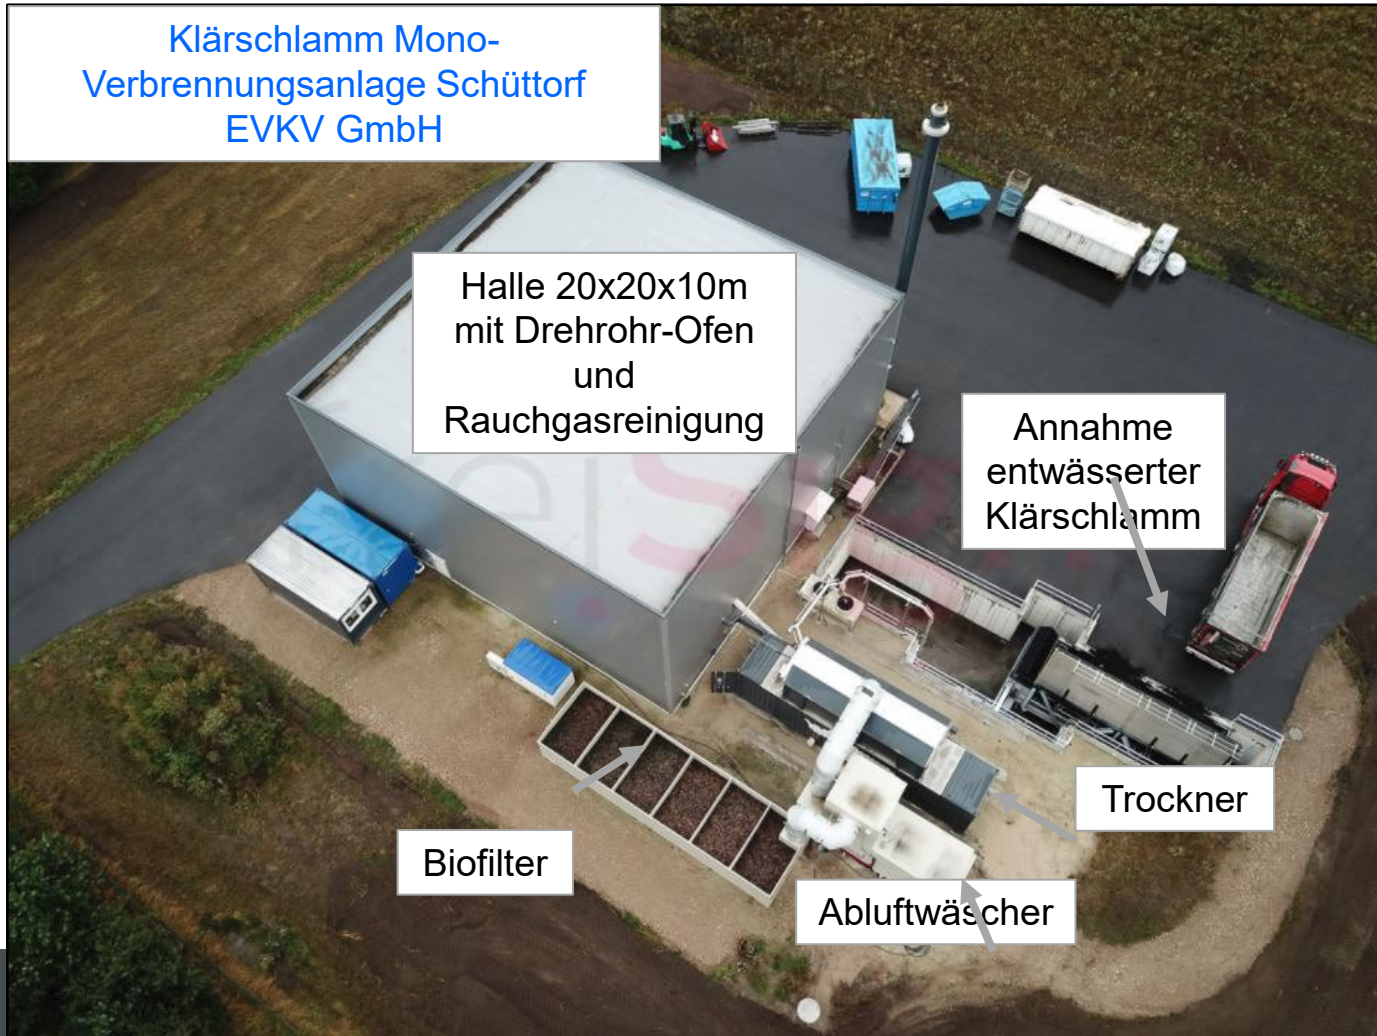 Klärschlamm Mono-
Verbrennungsanlage Schüttorf
EVKV GmbH
Halle 20x20x10m
mit Drehrohr-Ofen
und
Rauchgasreinigung
Annahme
entwässerter
Klärschlamm
Trockner
Biofilter
Abluftwäscher